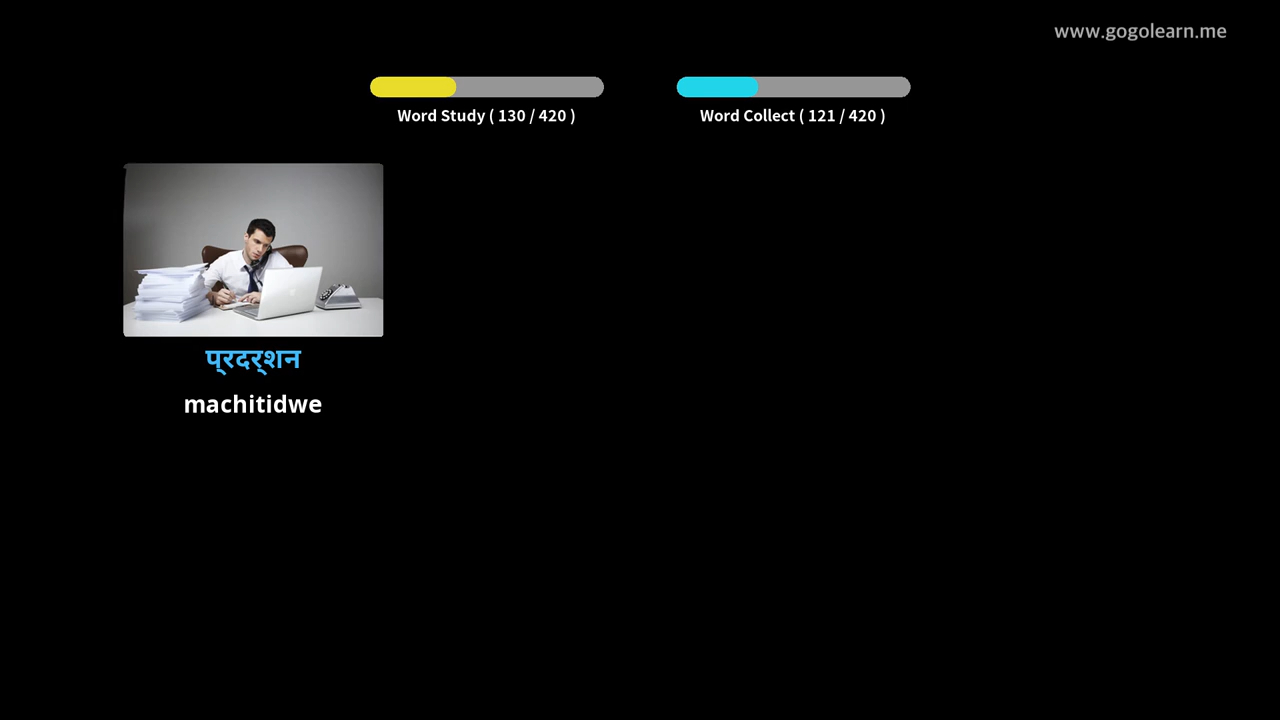 www.gogolearn.me
Word Study ( 130 / 420 )
Word Collect ( 121 / 420 )
प्रदर्शन
machitidwe